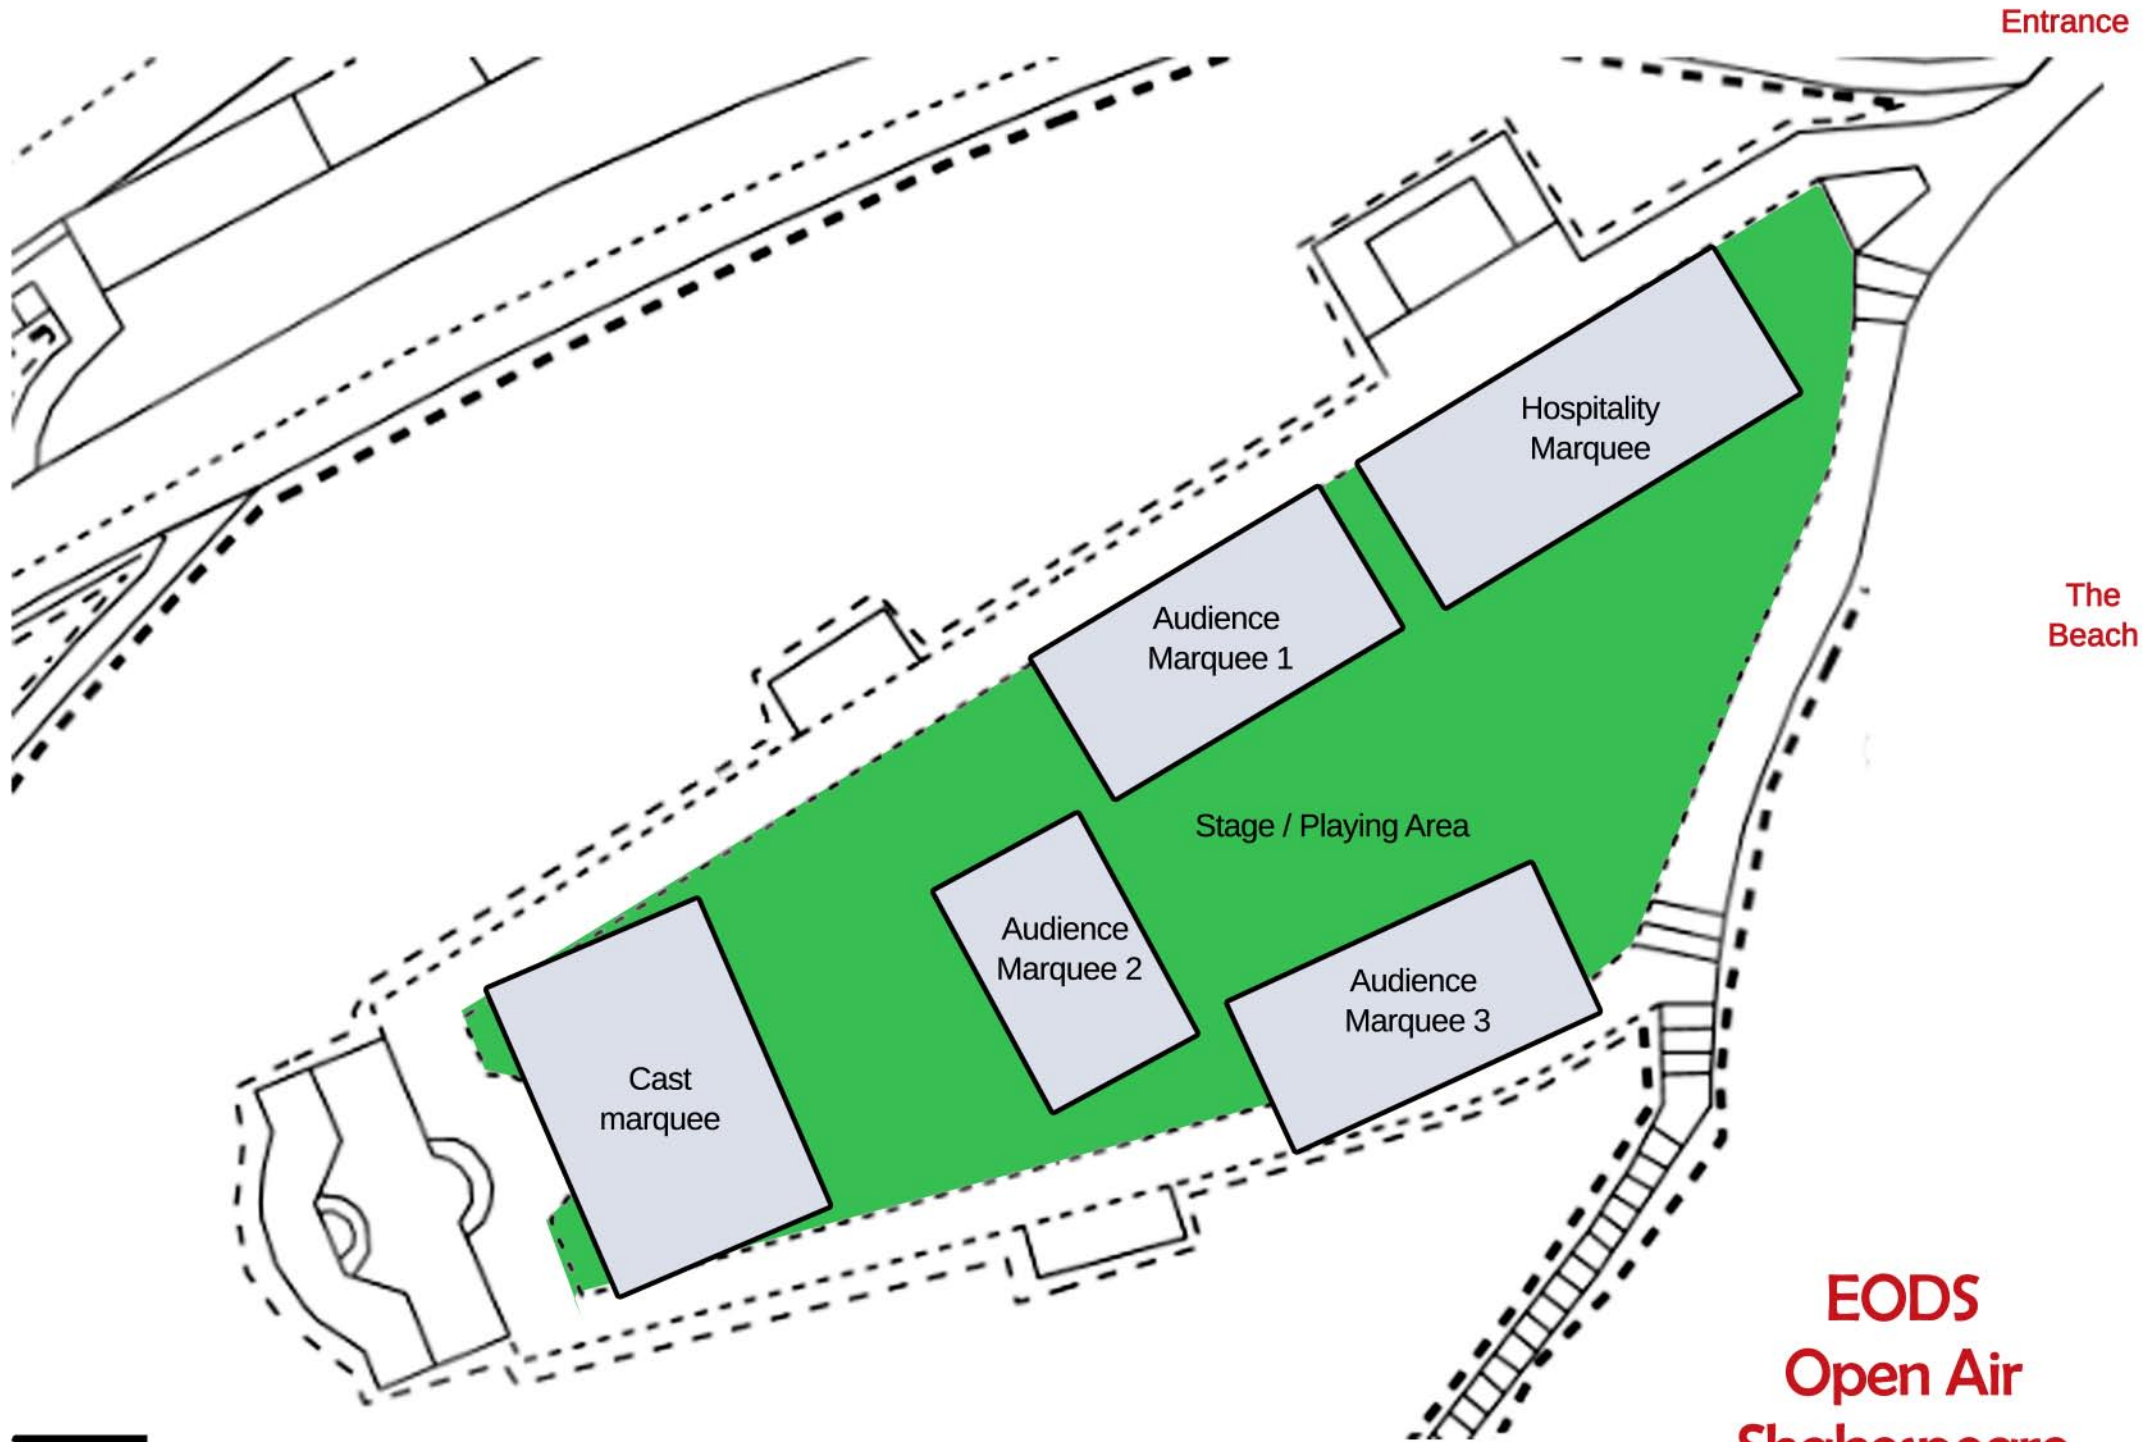 Entrance
Hospitality
Marquee
The
Beach
Audience
Marquee 1
Stage / Playing Area
Audience
Marquee 2
Audience
Marquee 3
Cast
marquee
EODS
Open Air
Shakespeare